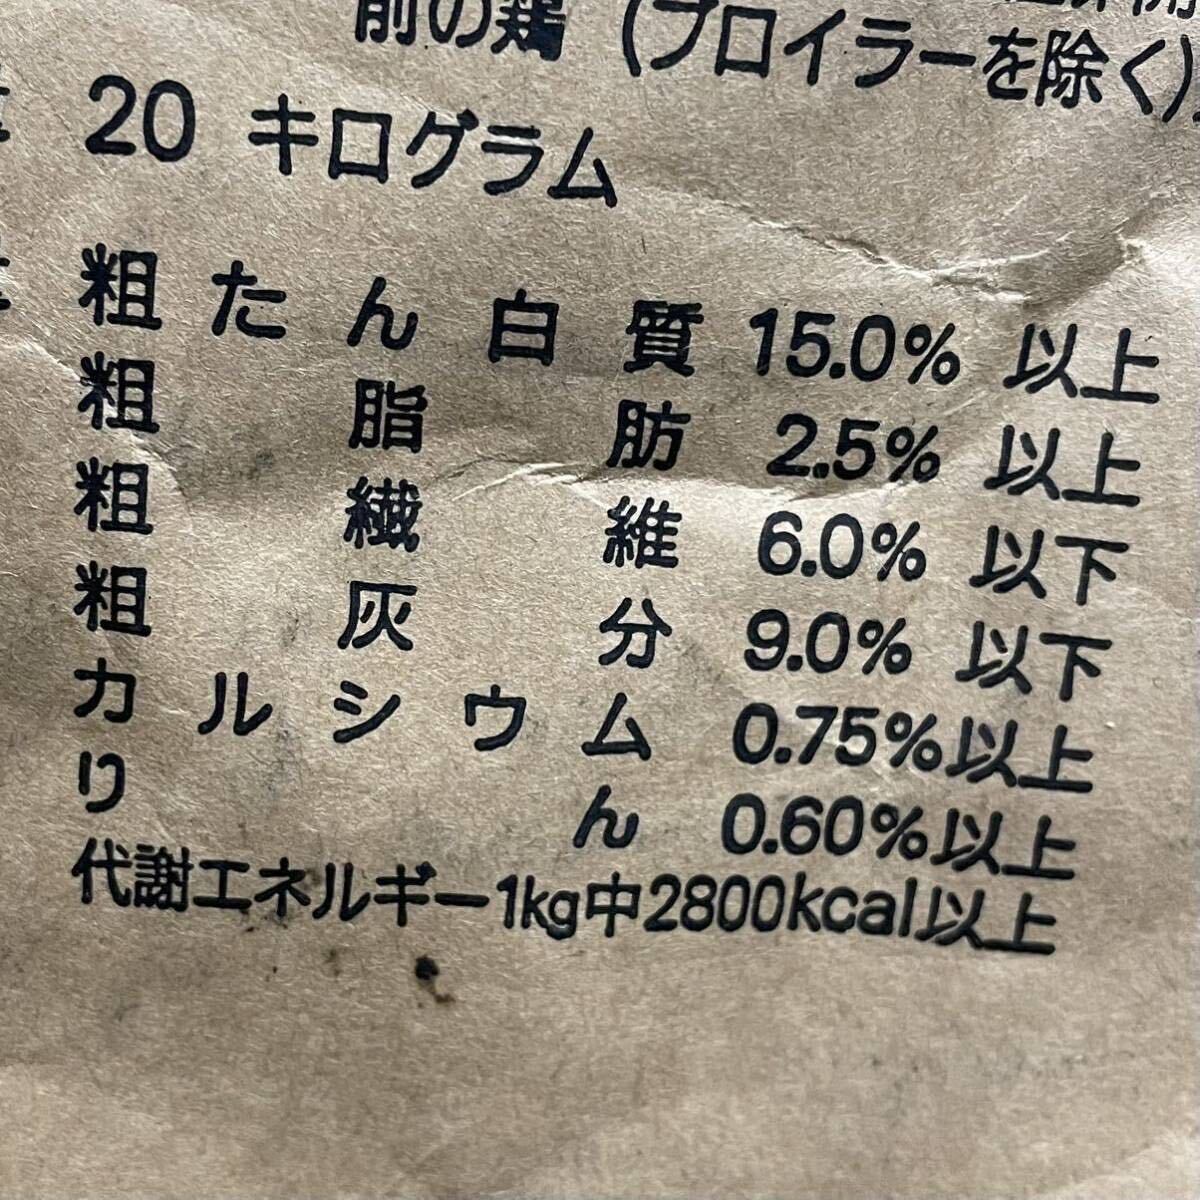 前の鶏（ブロイラーを除く）
20 キログラム
粗たん白質 15.0% 以上
粗脂肪 2.5% 以上
粗繊維 6.0% 以下
粗灰分 9.0% 以下
カルシウム 0.75%以上
りん 0.60%以上
代謝エネルギー1kg中2800kcal以上